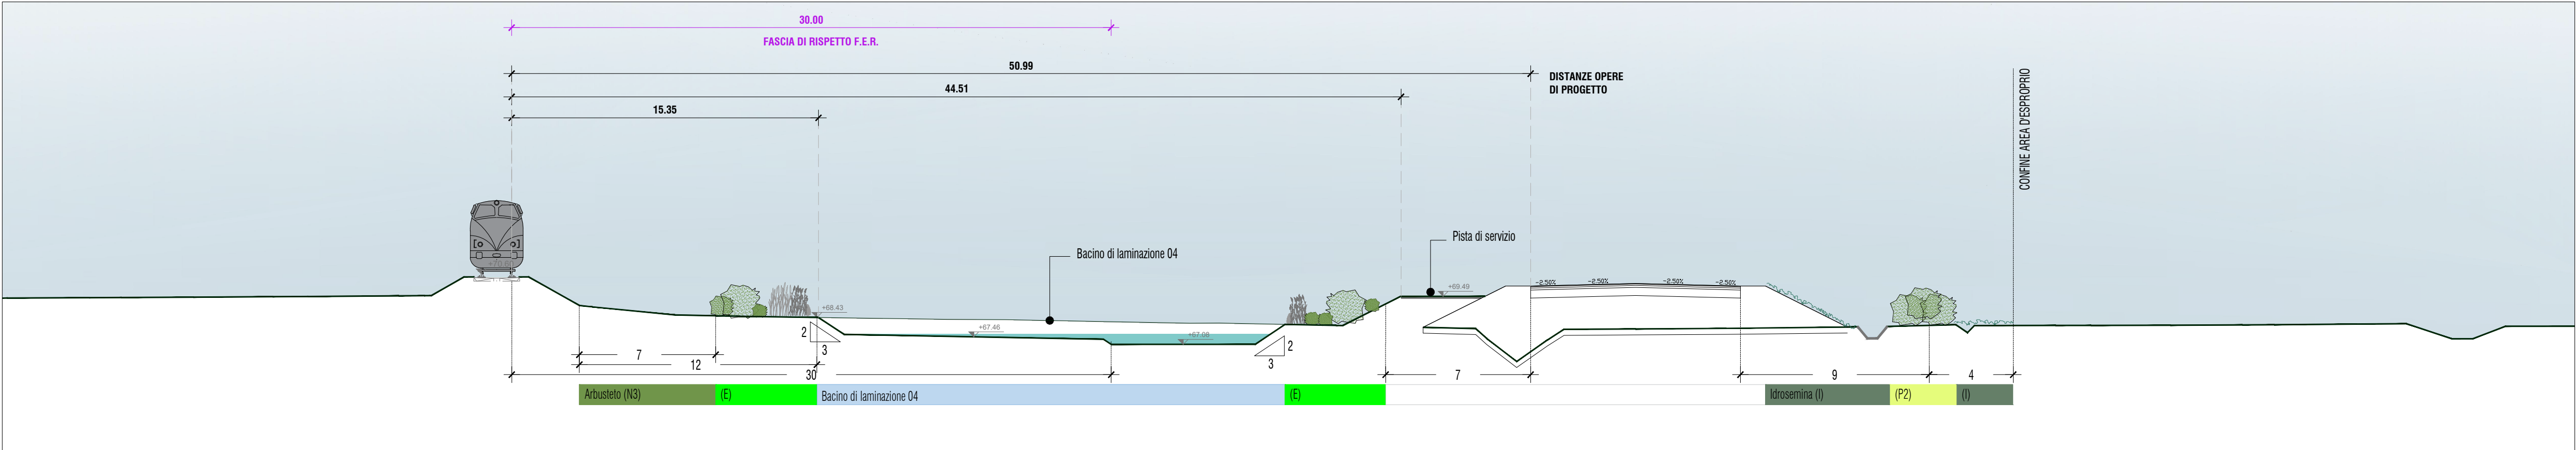 30.00
FASCIA DI RISPETTO F.E.R.
50.99
DISTANZE OPERE
DI PROGETTO
44.51
15.35
CONFINE AREA D'ESPROPRIO
Pista di servizio
Bacino di laminazione 04
+69.49
-2.50%
-2.50%
-2.50%
-2.50%
+68.43
+67.46
+67.08
2
3
2
3
7
12
30
7
9
4
Arbusteto (N3)
(E)
Bacino di laminazione 04
(E)
Idrosemina (I)
(P2)
(I)